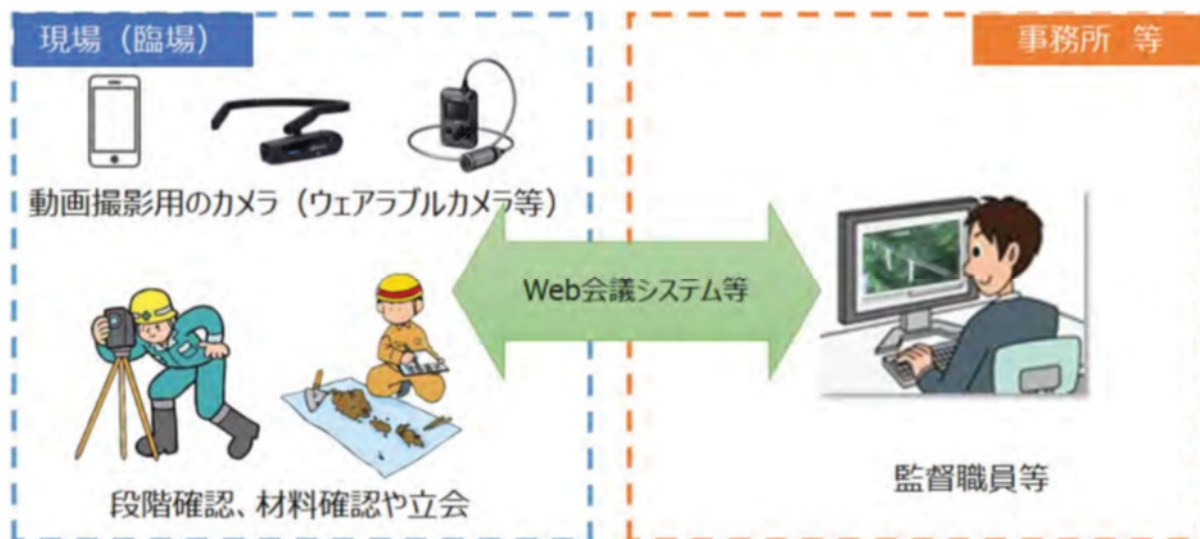 現場（臨場）
事務所 等
動画撮影用のカメラ（ウェアラブルカメラ等）
Web会議システム等
段階確認、材料確認や立会
監督職員等